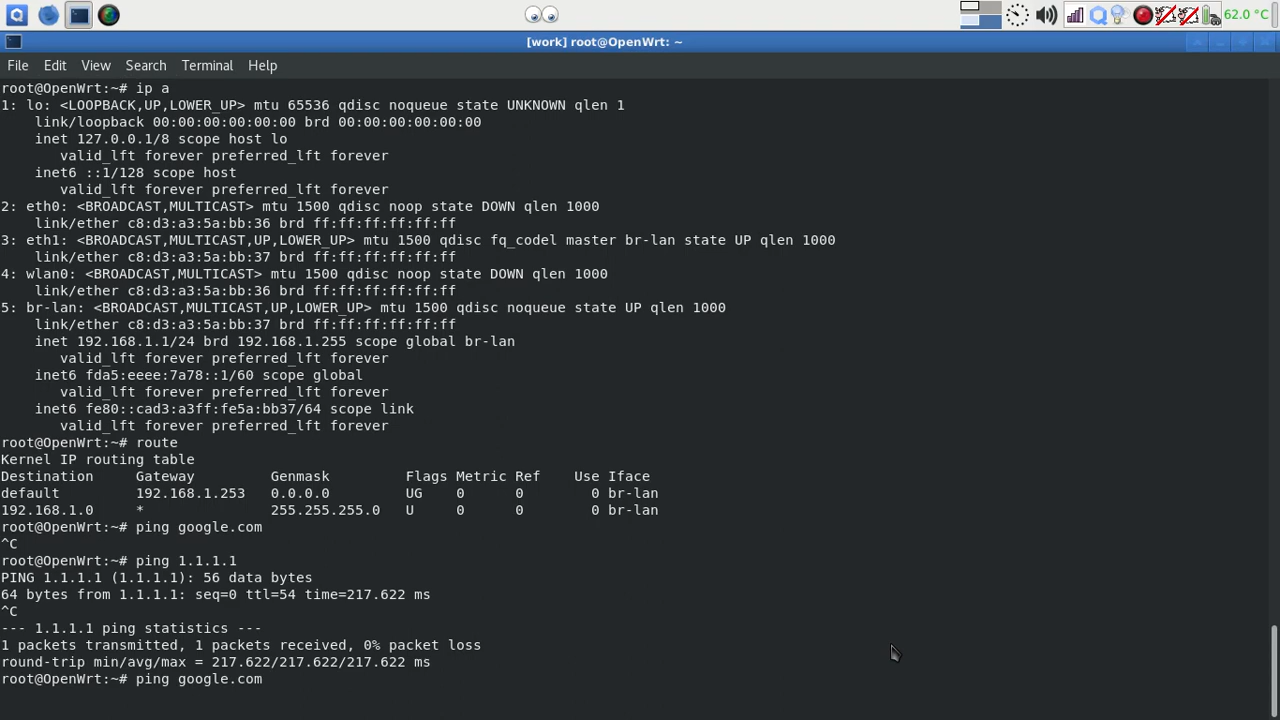 62.0 °C
[work] root@OpenWrt: ~
File Edit View Search Terminal Help
root@OpenWrt:~# ip a
1: lo: <LOOPBACK,UP,LOWER_UP> mtu 65536 qdisc noqueue state UNKNOWN qlen 1
    link/loopback 00:00:00:00:00:00 brd 00:00:00:00:00:00
    inet 127.0.0.1/8 scope host lo
       valid_lft forever preferred_lft forever
    inet6 ::1/128 scope host
       valid_lft forever preferred_lft forever
2: eth0: <BROADCAST,MULTICAST> mtu 1500 qdisc noop state DOWN qlen 1000
    link/ether c8:d3:a3:5a:bb:36 brd ff:ff:ff:ff:ff:ff
3: eth1: <BROADCAST,MULTICAST,UP,LOWER_UP> mtu 1500 qdisc fq_codel master br-lan state UP qlen 1000
    link/ether c8:d3:a3:5a:bb:37 brd ff:ff:ff:ff:ff:ff
4: wlan0: <BROADCAST,MULTICAST> mtu 1500 qdisc noop state DOWN qlen 1000
    link/ether c8:d3:a3:5a:bb:36 brd ff:ff:ff:ff:ff:ff
5: br-lan: <BROADCAST,MULTICAST,UP,LOWER_UP> mtu 1500 qdisc noqueue state UP qlen 1000
    link/ether c8:d3:a3:5a:bb:37 brd ff:ff:ff:ff:ff:ff
    inet 192.168.1.1/24 brd 192.168.1.255 scope global br-lan
       valid_lft forever preferred_lft forever
    inet6 fda5:eeee:7a78::1/60 scope global
       valid_lft forever preferred_lft forever
    inet6 fe80::cad3:a3ff:fe5a:bb37/64 scope link
       valid_lft forever preferred_lft forever
root@OpenWrt:~# route
Kernel IP routing table
Destination     Gateway         Genmask         Flags Metric Ref    Use Iface
default         192.168.1.253   0.0.0.0         UG    0      0        0 br-lan
192.168.1.0     *               255.255.255.0   U     0      0        0 br-lan
root@OpenWrt:~# ping google.com
^C
root@OpenWrt:~# ping 1.1.1.1
PING 1.1.1.1 (1.1.1.1): 56 data bytes
64 bytes from 1.1.1.1: seq=0 ttl=54 time=217.622 ms
^C
--- 1.1.1.1 ping statistics ---
1 packets transmitted, 1 packets received, 0% packet loss
round-trip min/avg/max = 217.622/217.622/217.622 ms
root@OpenWrt:~# ping google.com